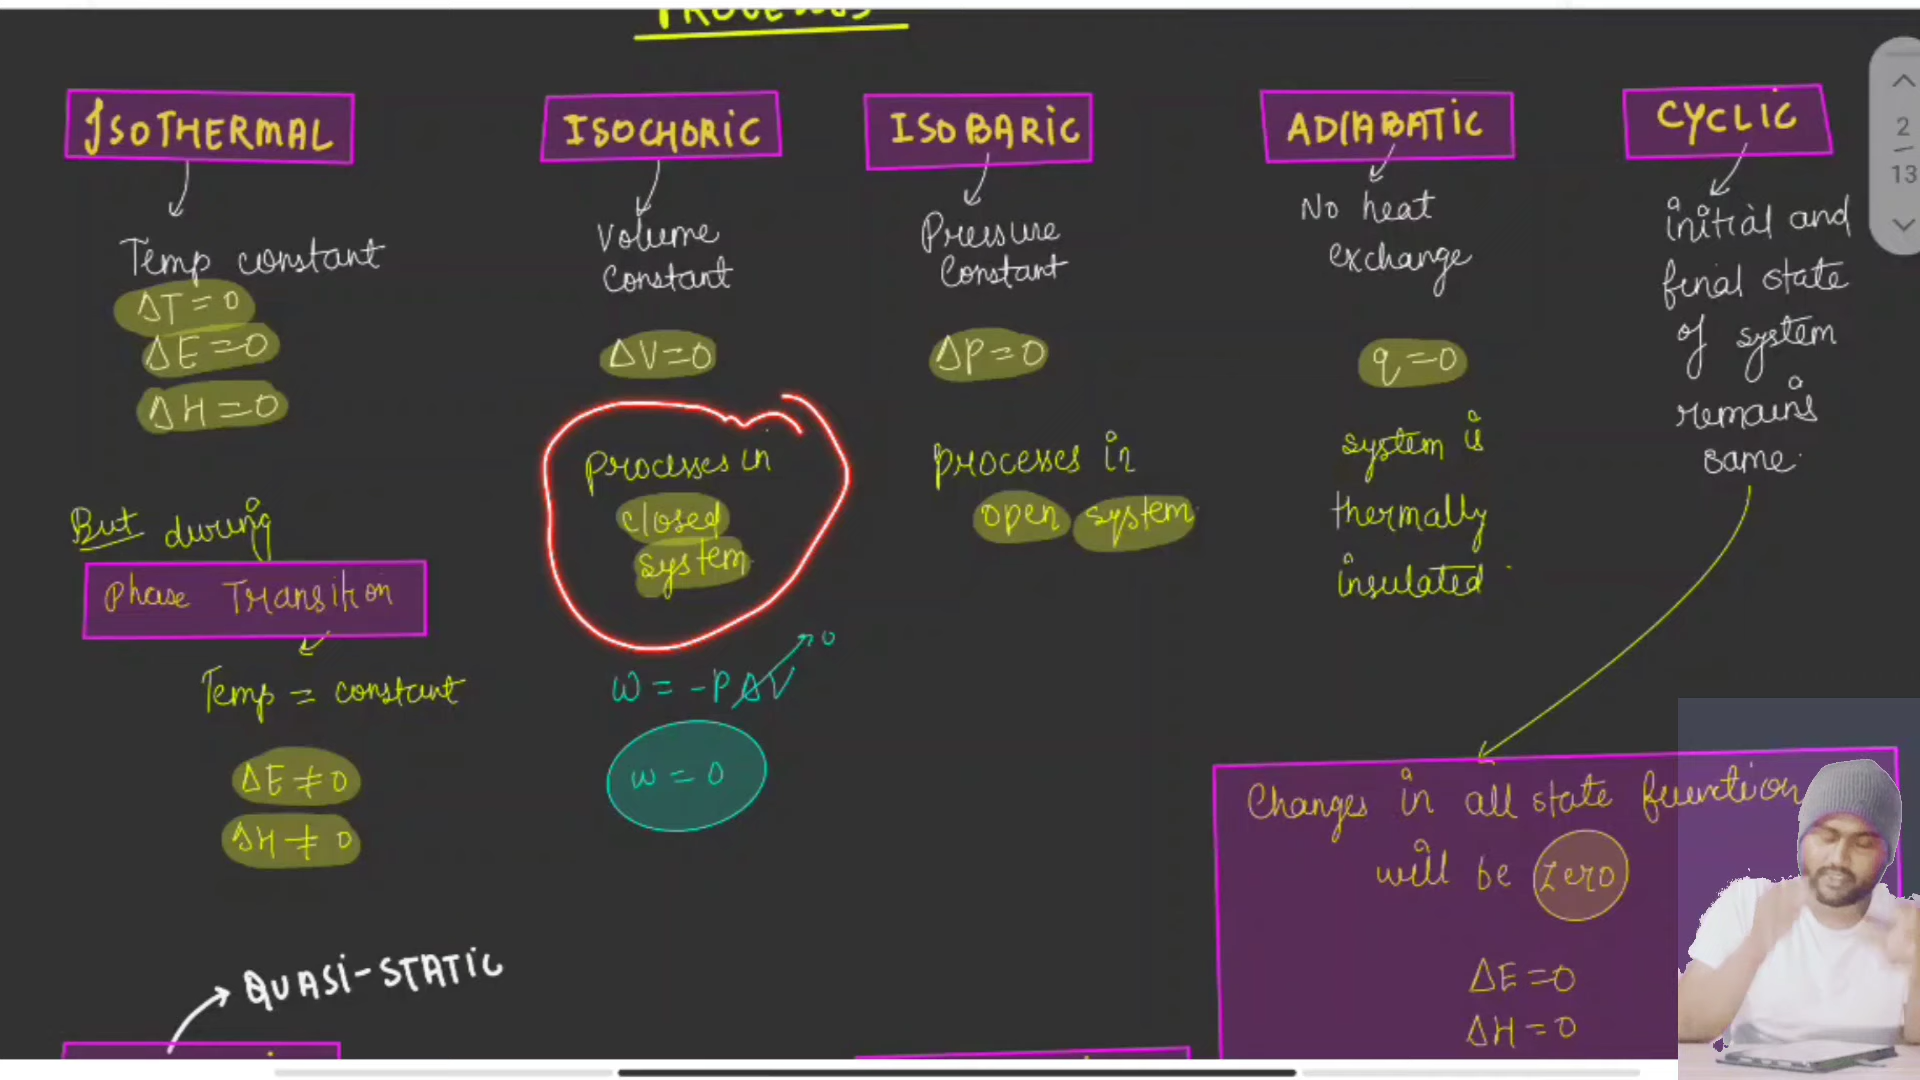 ISOTHERMAL
Temp constant
ΔT = 0
ΔE = 0
ΔH = 0
But during
Phase Transition
Temp = constant
ΔE ≠ 0
ΔH ≠ 0
QUASI-STATIC
ISOCHORIC
Volume
Constant
ΔV = 0
processes in
closed
system
w = -PΔV → 0
w = 0
ISOBARIC
Pressure
Constant
ΔP = 0
processes in
open system
ADIABATIC
No heat
exchange
q = 0
system is
thermally
insulated
CYCLIC
initial and
final state
of system
remains
same
Changes in all state function
will be zero
ΔE = 0
ΔH = 0
2
13